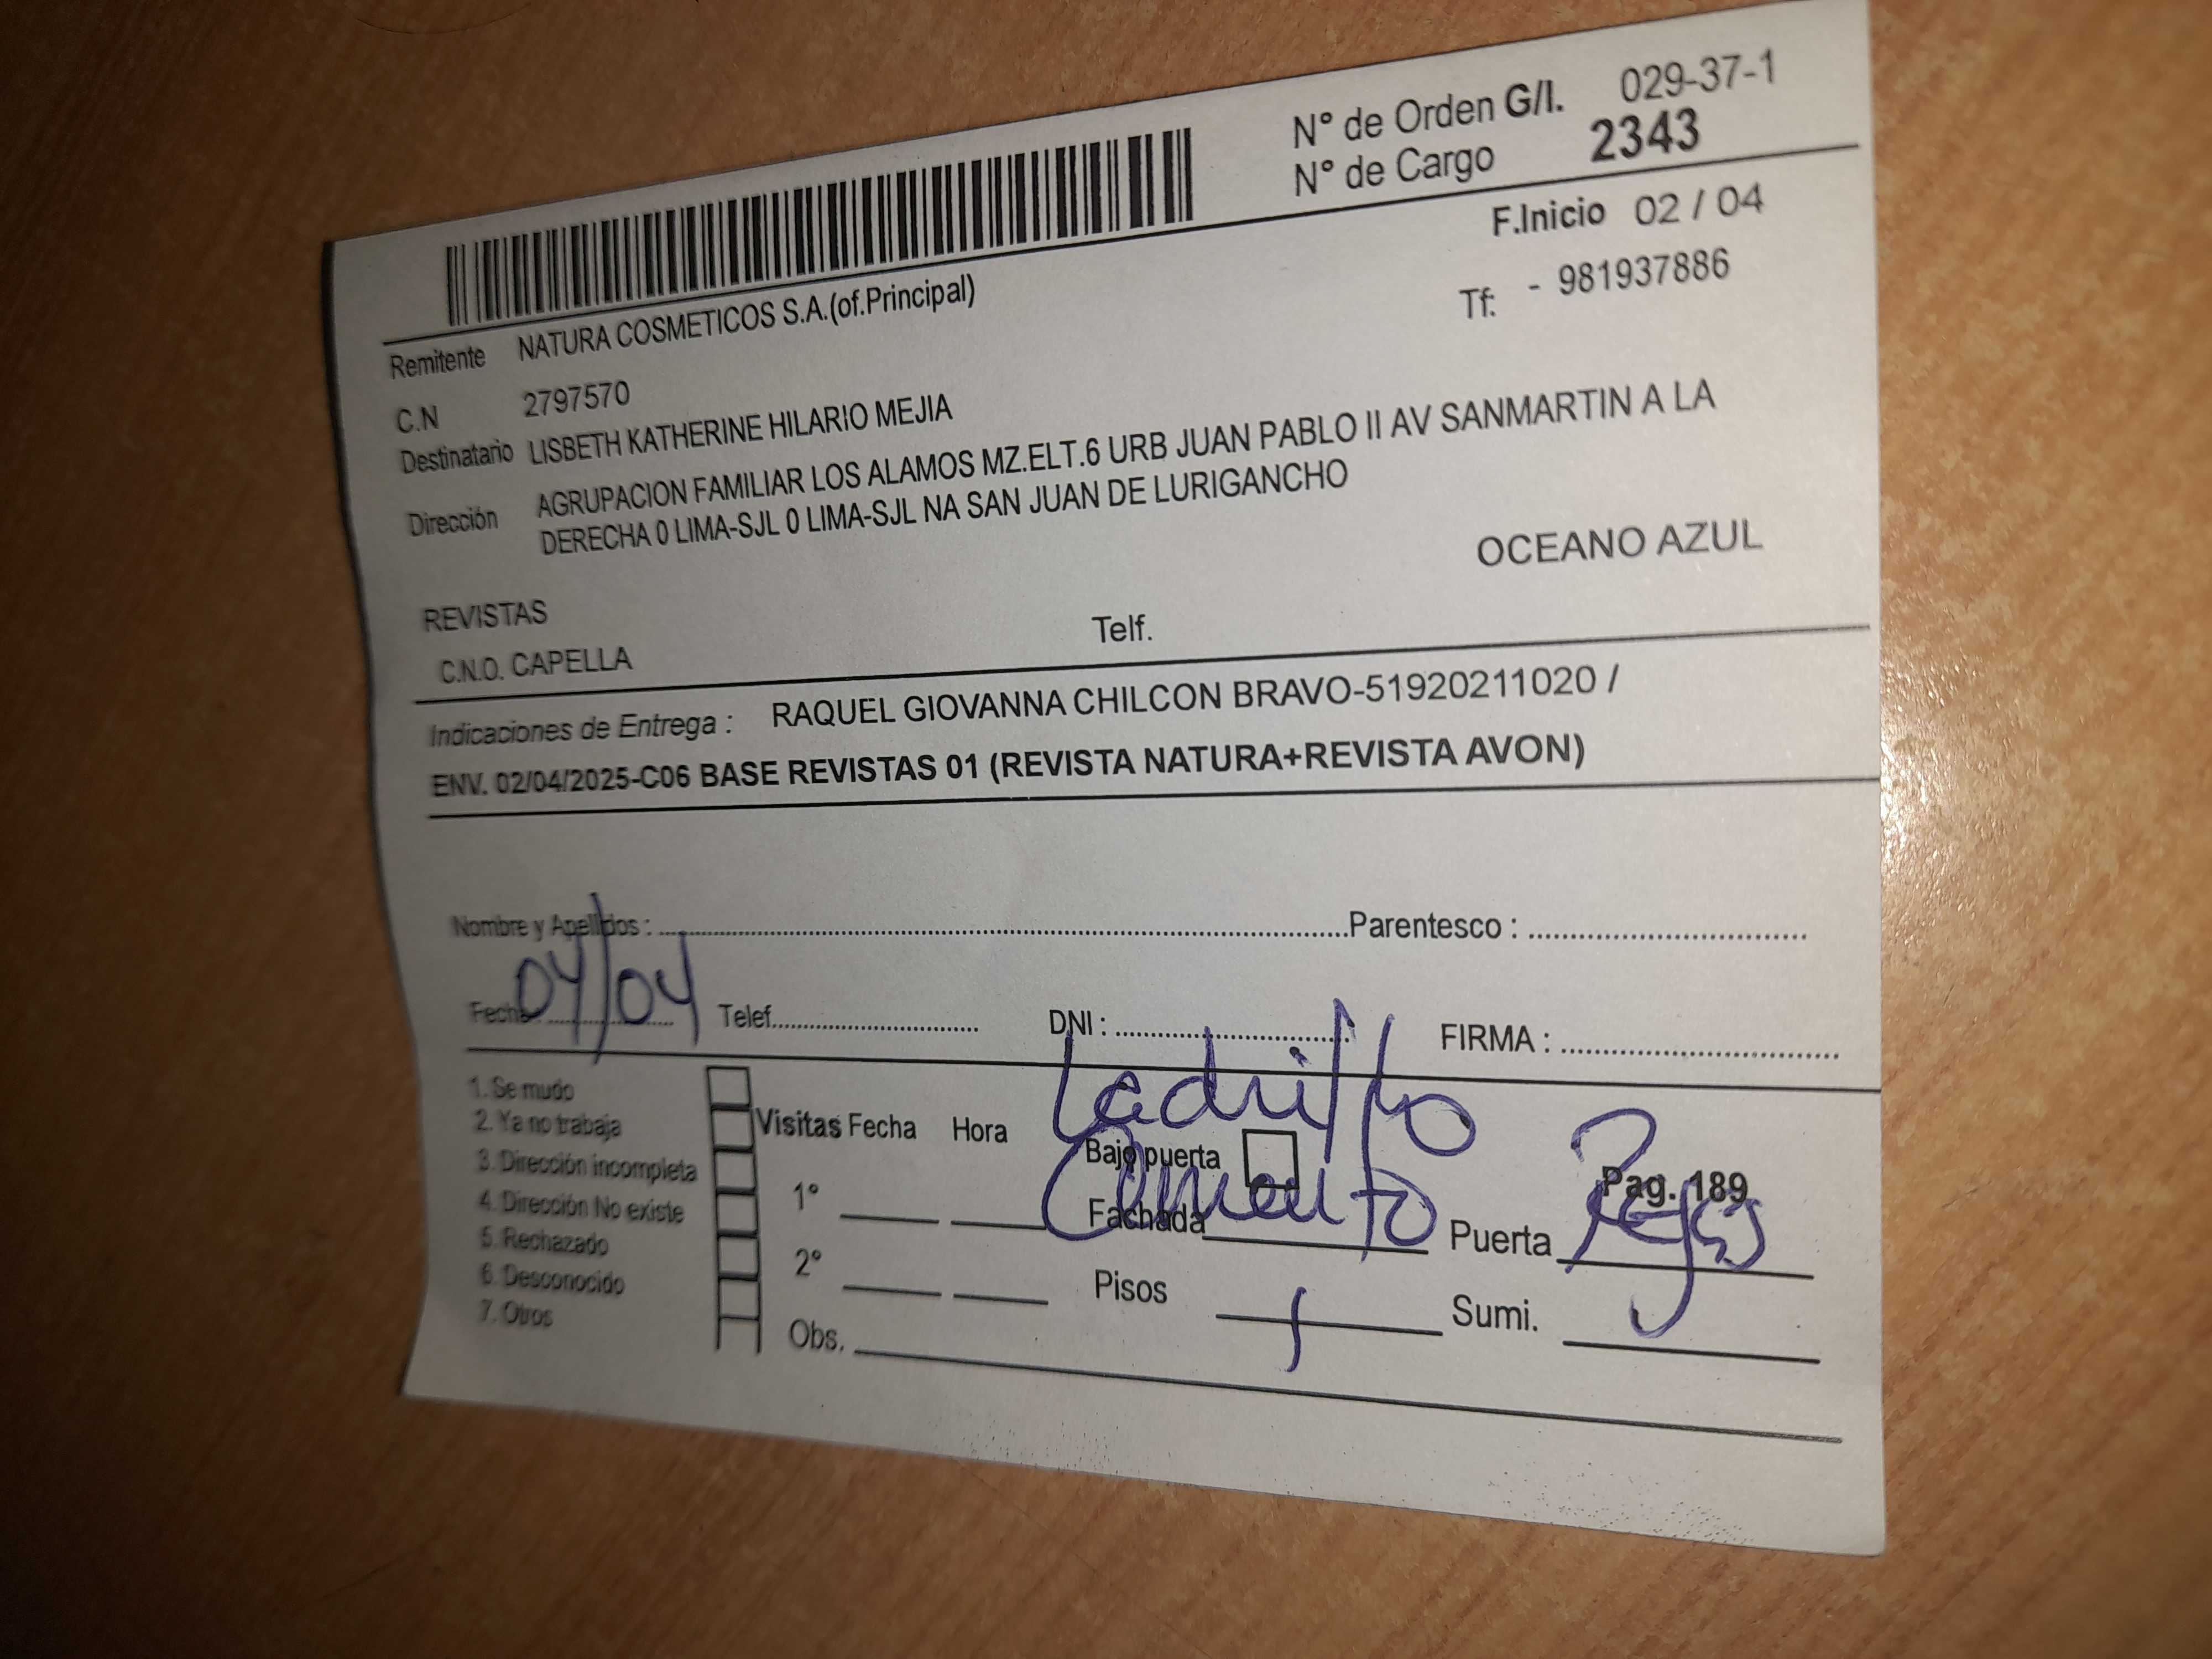 N° de Orden G/I. 029-37-1
N° de Cargo 2343
F.Inicio 02 / 04
Remitente NATURA COSMETICOS S.A.(of.Principal)
Tf: - 981937886
C.N 2797570
Destinatario LISBETH KATHERINE HILARIO MEJIA
Dirección AGRUPACION FAMILIAR LOS ALAMOS MZ.ELT.6 URB JUAN PABLO II AV SANMARTIN A LA
DERECHA 0 LIMA-SJL 0 LIMA-SJL NA SAN JUAN DE LURIGANCHO
OCEANO AZUL
REVISTAS
C.N.O. CAPELLA Telf.
Indicaciones de Entrega : RAQUEL GIOVANNA CHILCON BRAVO-51920211020 /
ENV. 02/04/2025-C06 BASE REVISTAS 01 (REVISTA NATURA+REVISTA AVON)
Nombre y Apellidos : Parentesco :
Fecha : 04/04 Telef. DNI : FIRMA :
1. Se mudo
2. Ya no trabaja
3. Dirección incompleta
4. Dirección No existe
5. Rechazado
6. Desconocido
7. Otros
Visitas Fecha Hora
1°
2°
Obs.
Ladrillo
Bajo puerta
Cemento
Fachada
Pag. 189
Puerta Rejas
Pisos 1 Sumi.